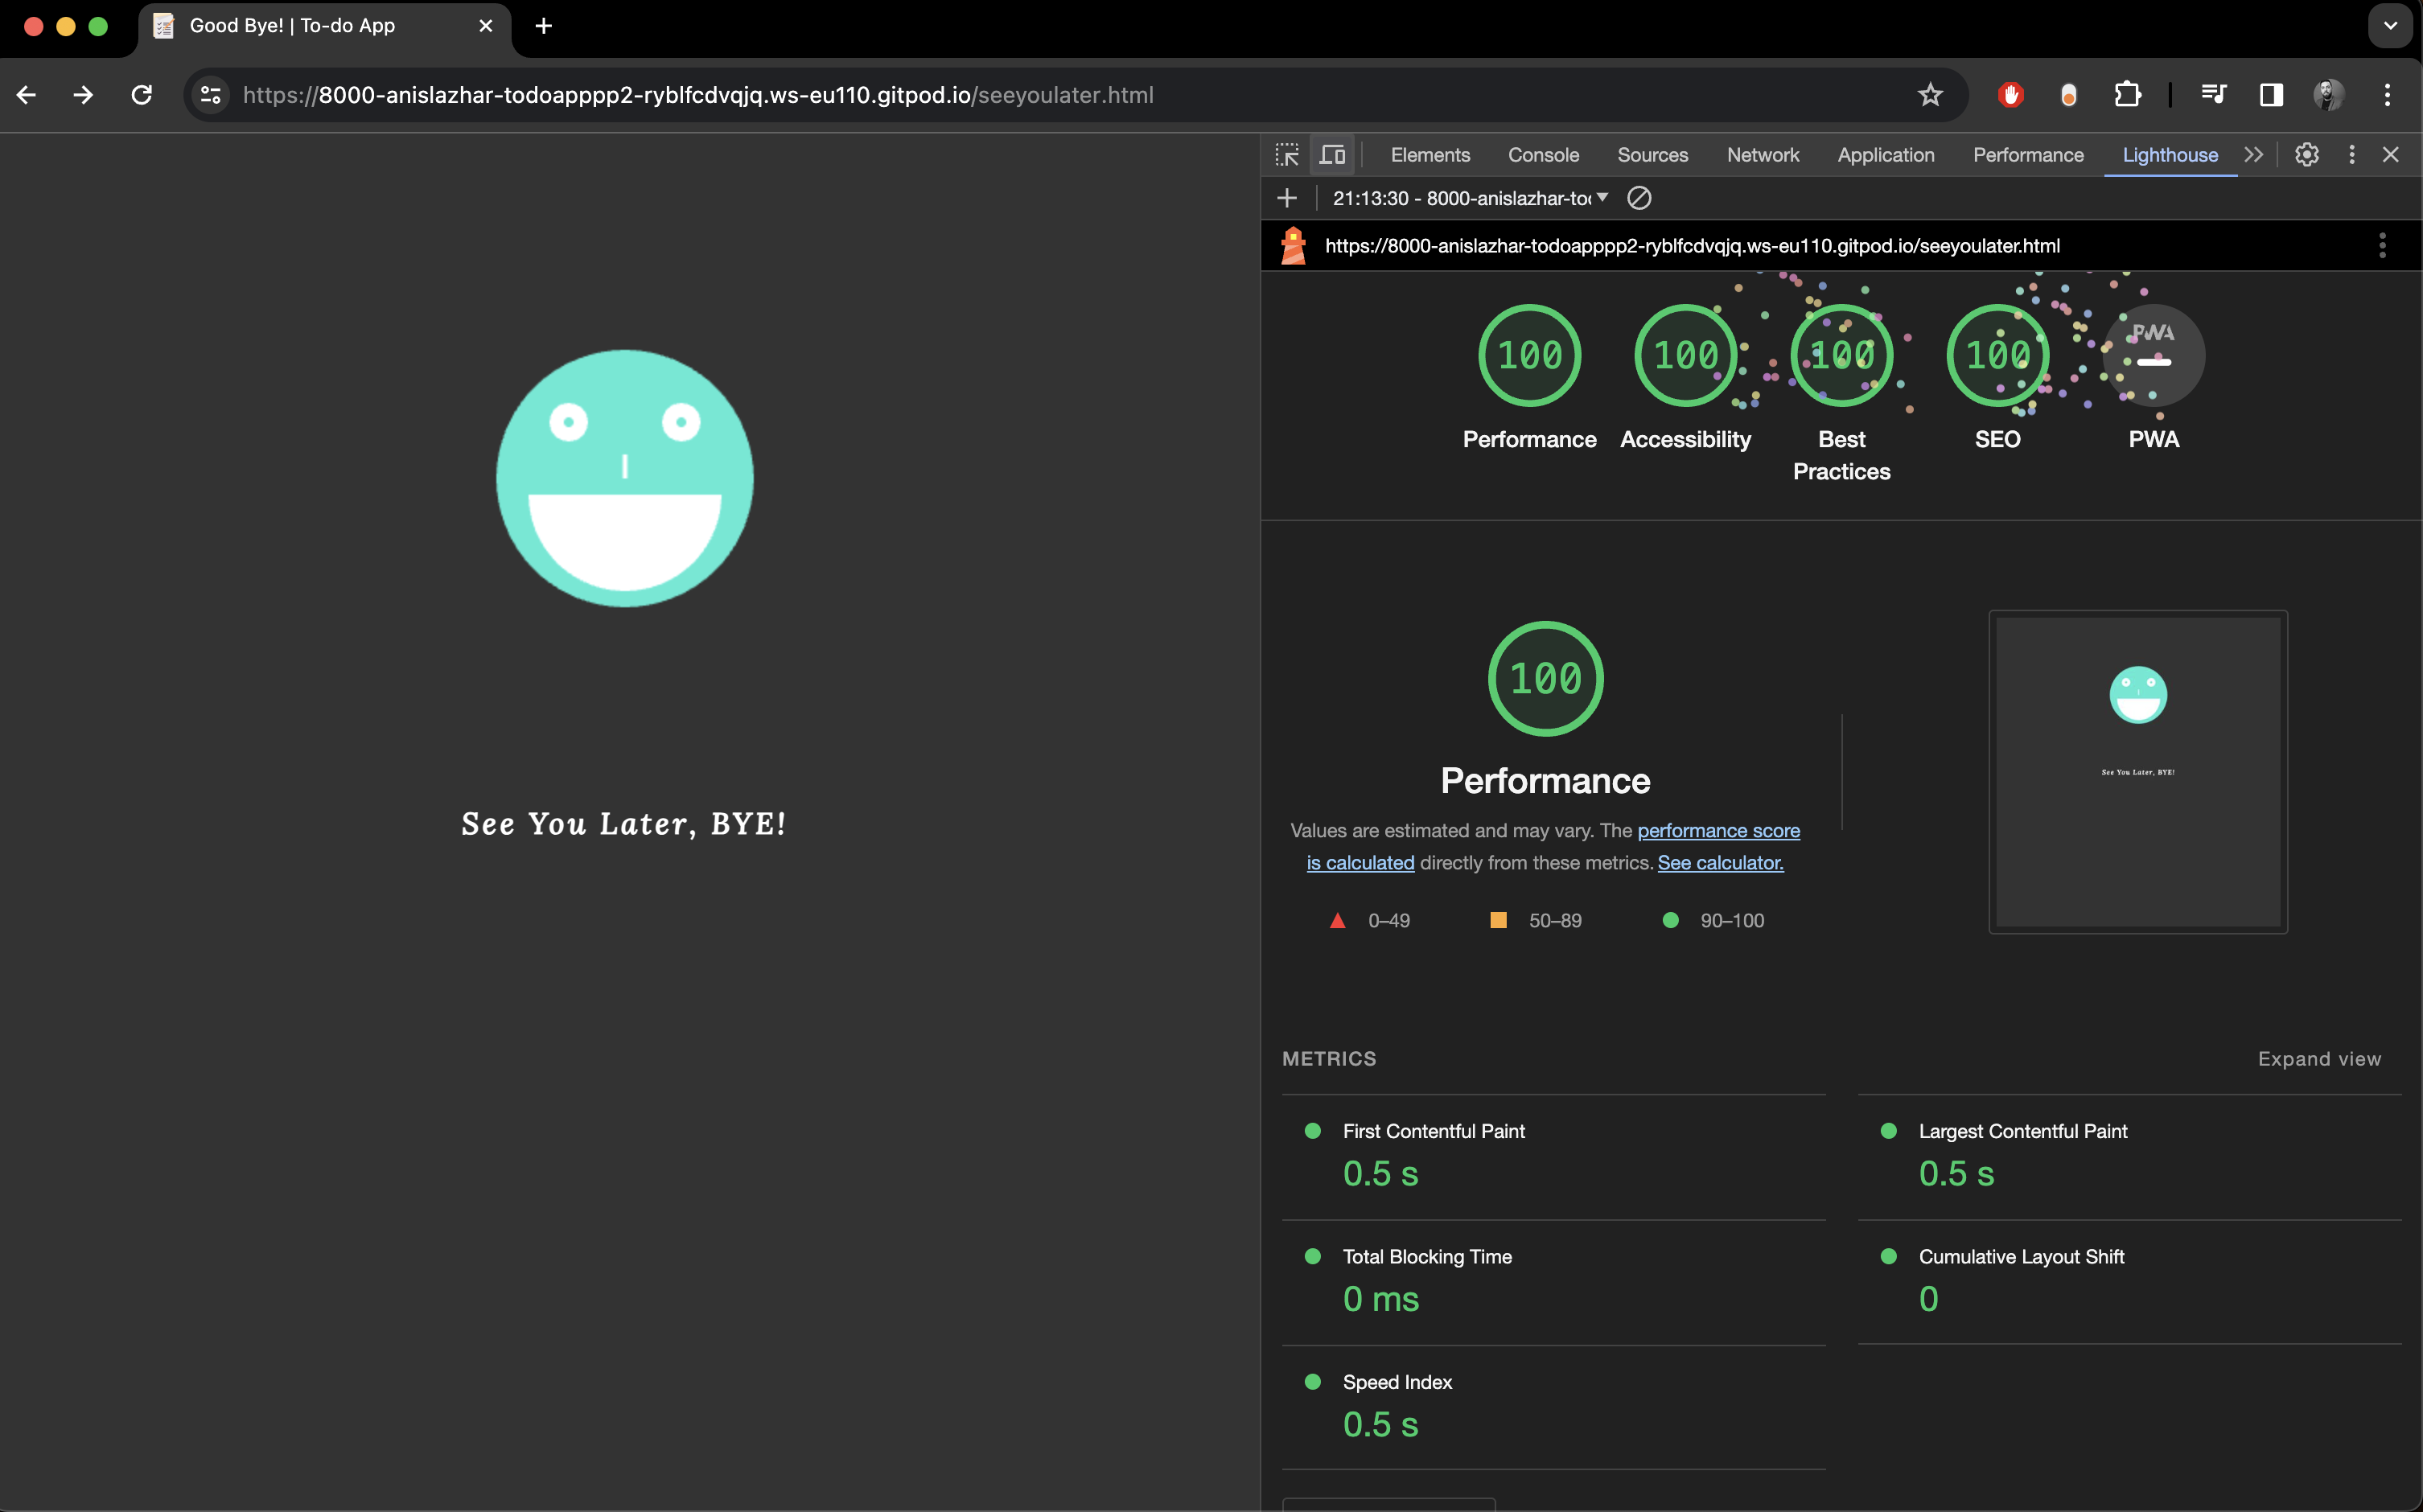 Good Bye! | To-do App
https://8000-anislazhar-todoapppp2-ryblfcdvqjq.ws-eu110.gitpod.io/seeyoulater.html
Elements Console Sources Network Application Performance Lighthouse
21:13:30 - 8000-anislazhar-to
https://8000-anislazhar-todoapppp2-ryblfcdvqjq.ws-eu110.gitpod.io/seeyoulater.html
100 100 100 100 PWA
Performance Accessibility Best Practices SEO PWA
See You Later, BYE!
100
Performance
Values are estimated and may vary. The performance score
is calculated directly from these metrics. See calculator.
0–49 50–89 90–100
See You Later, BYE!
METRICS Expand view
First Contentful Paint
0.5 s
Largest Contentful Paint
0.5 s
Total Blocking Time
0 ms
Cumulative Layout Shift
0
Speed Index
0.5 s